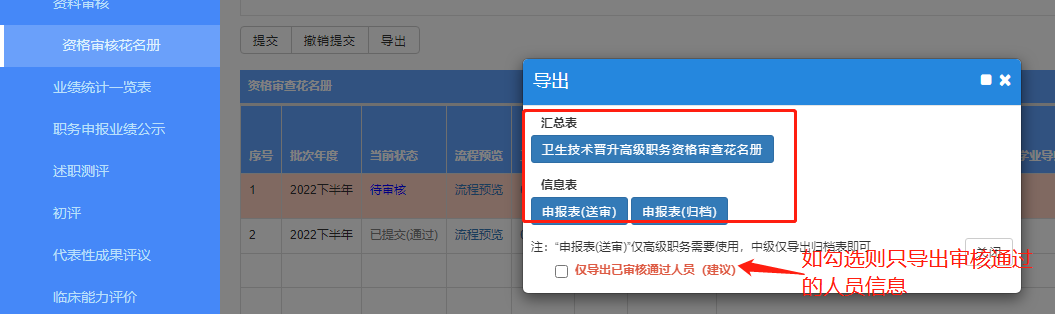 资料审核
资格审核花名册
业绩统计一览表
职务申报业绩公示
述职测评
初评
代表性成果评议
临床能力评价
提交 撤销提交 导出
资格审查花名册
序号 批次年度 当前状态 流程预览
1 2022下半年 待审核 流程预览
2 2022下半年 已提交(通过) 流程预览
导出
汇总表
卫生技术晋升高级职务资格审查花名册
信息表
申报表(送审) 申报表(归档)
注：“申报表(送审)”仅高级职务需要使用，中级仅导出归档表即可
仅导出已审核通过人员（建议）
如勾选则只导出审核通过
的人员信息